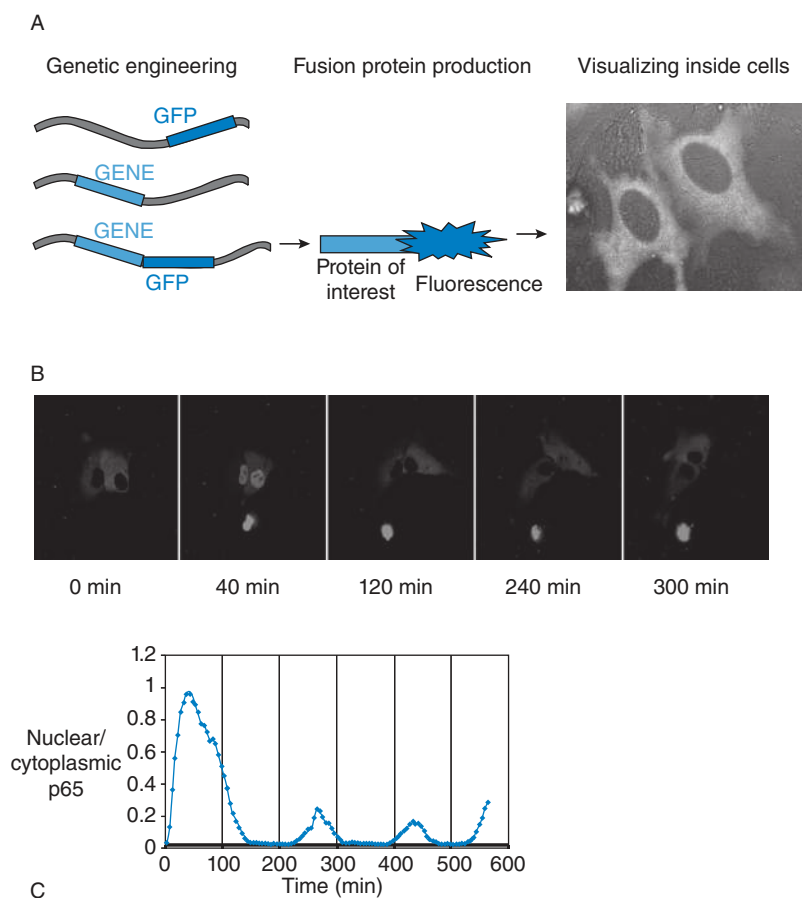 A
Genetic engineering Fusion protein production Visualizing inside cells
GFP
GENE
GENE
GFP
Protein of
interest
Fluorescence
B
0 min 40 min 120 min 240 min 300 min
Nuclear/
cytoplasmic
p65
1.2
1
0.8
0.6
0.4
0.2
0
0 100 200 300 400 500 600
Time (min)
C